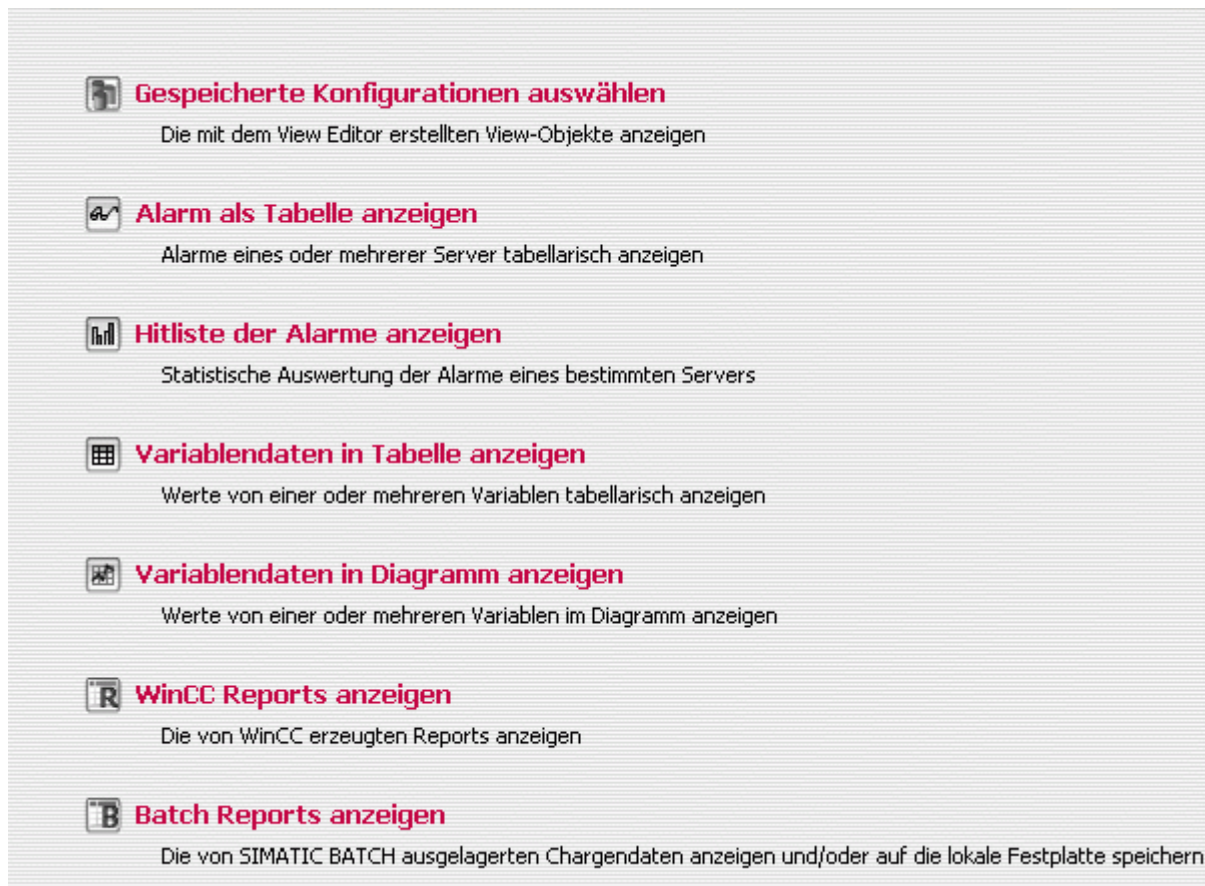 Gespeicherte Konfigurationen auswählen
Die mit dem View Editor erstellten View-Objekte anzeigen
Alarm als Tabelle anzeigen
Alarme eines oder mehrerer Server tabellarisch anzeigen
Hitliste der Alarme anzeigen
Statistische Auswertung der Alarme eines bestimmten Servers
Variablendaten in Tabelle anzeigen
Werte von einer oder mehreren Variablen tabellarisch anzeigen
Variablendaten in Diagramm anzeigen
Werte von einer oder mehreren Variablen im Diagramm anzeigen
R WinCC Reports anzeigen
Die von WinCC erzeugten Reports anzeigen
B Batch Reports anzeigen
Die von SIMATIC BATCH ausgelagerten Chargendaten anzeigen und/oder auf die lokale Festplatte speichern